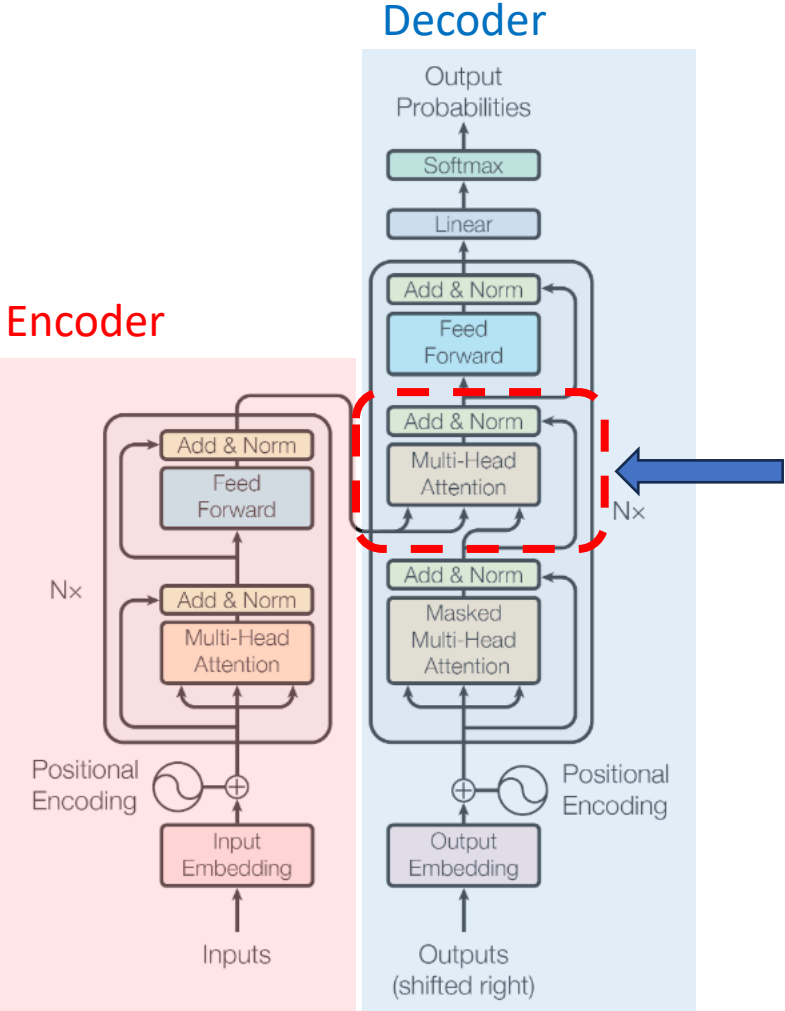 Decoder
Output
Probabilities
Softmax
Linear
Add & Norm
Feed
Forward
Add & Norm
Multi-Head
Attention
Nx
Add & Norm
Masked
Multi-Head
Attention
Positional
Encoding
Output
Embedding
Outputs
(shifted right)
Encoder
Add & Norm
Feed
Forward
Nx
Add & Norm
Multi-Head
Attention
Positional
Encoding
Input
Embedding
Inputs